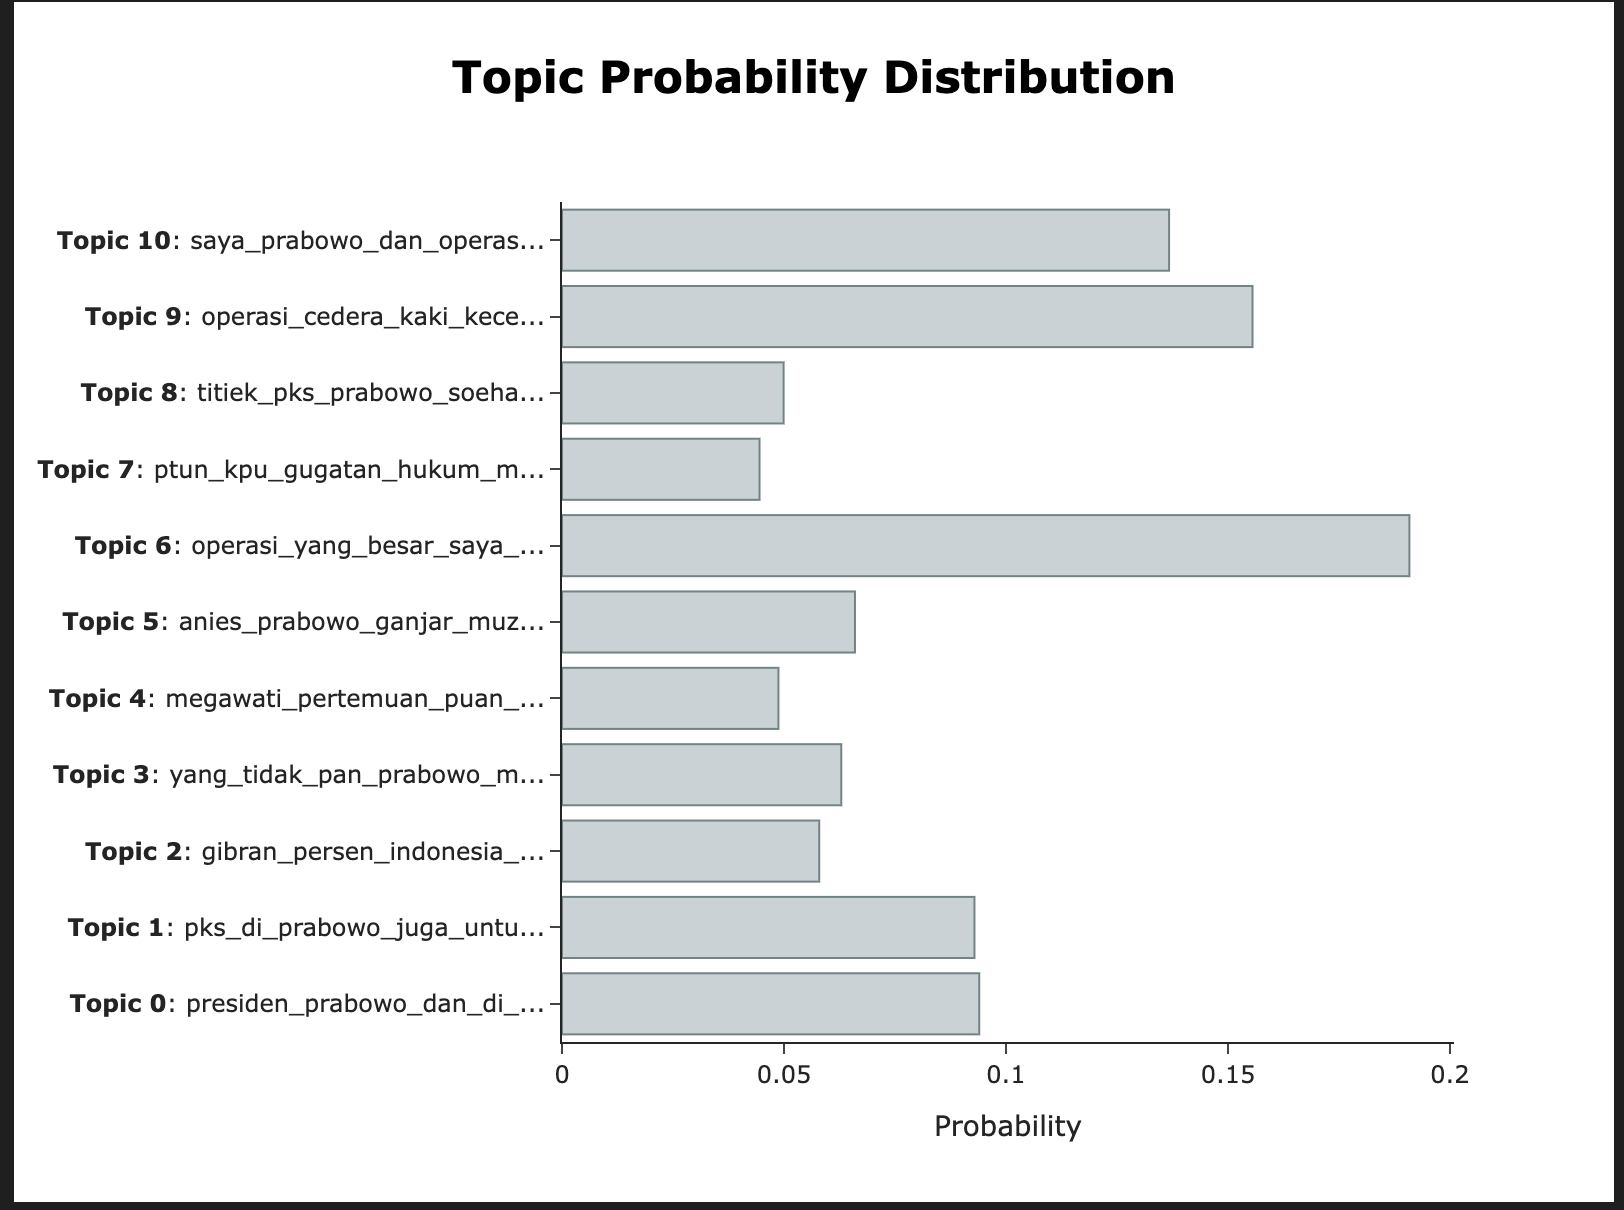 Topic Probability Distribution
Topic 10: saya_prabowo_dan_operas...
Topic 9: operasi_cedera_kaki_kece...
Topic 8: titiek_pks_prabowo_soeha...
Topic 7: ptun_kpu_gugatan_hukum_m...
Topic 6: operasi_yang_besar_saya_...
Topic 5: anies_prabowo_ganjar_muz...
Topic 4: megawati_pertemuan_puan_...
Topic 3: yang_tidak_pan_prabowo_m...
Topic 2: gibran_persen_indonesia_...
Topic 1: pks_di_prabowo_juga_untu...
Topic 0: presiden_prabowo_dan_di_...
0 0.05 0.1 0.15 0.2
Probability